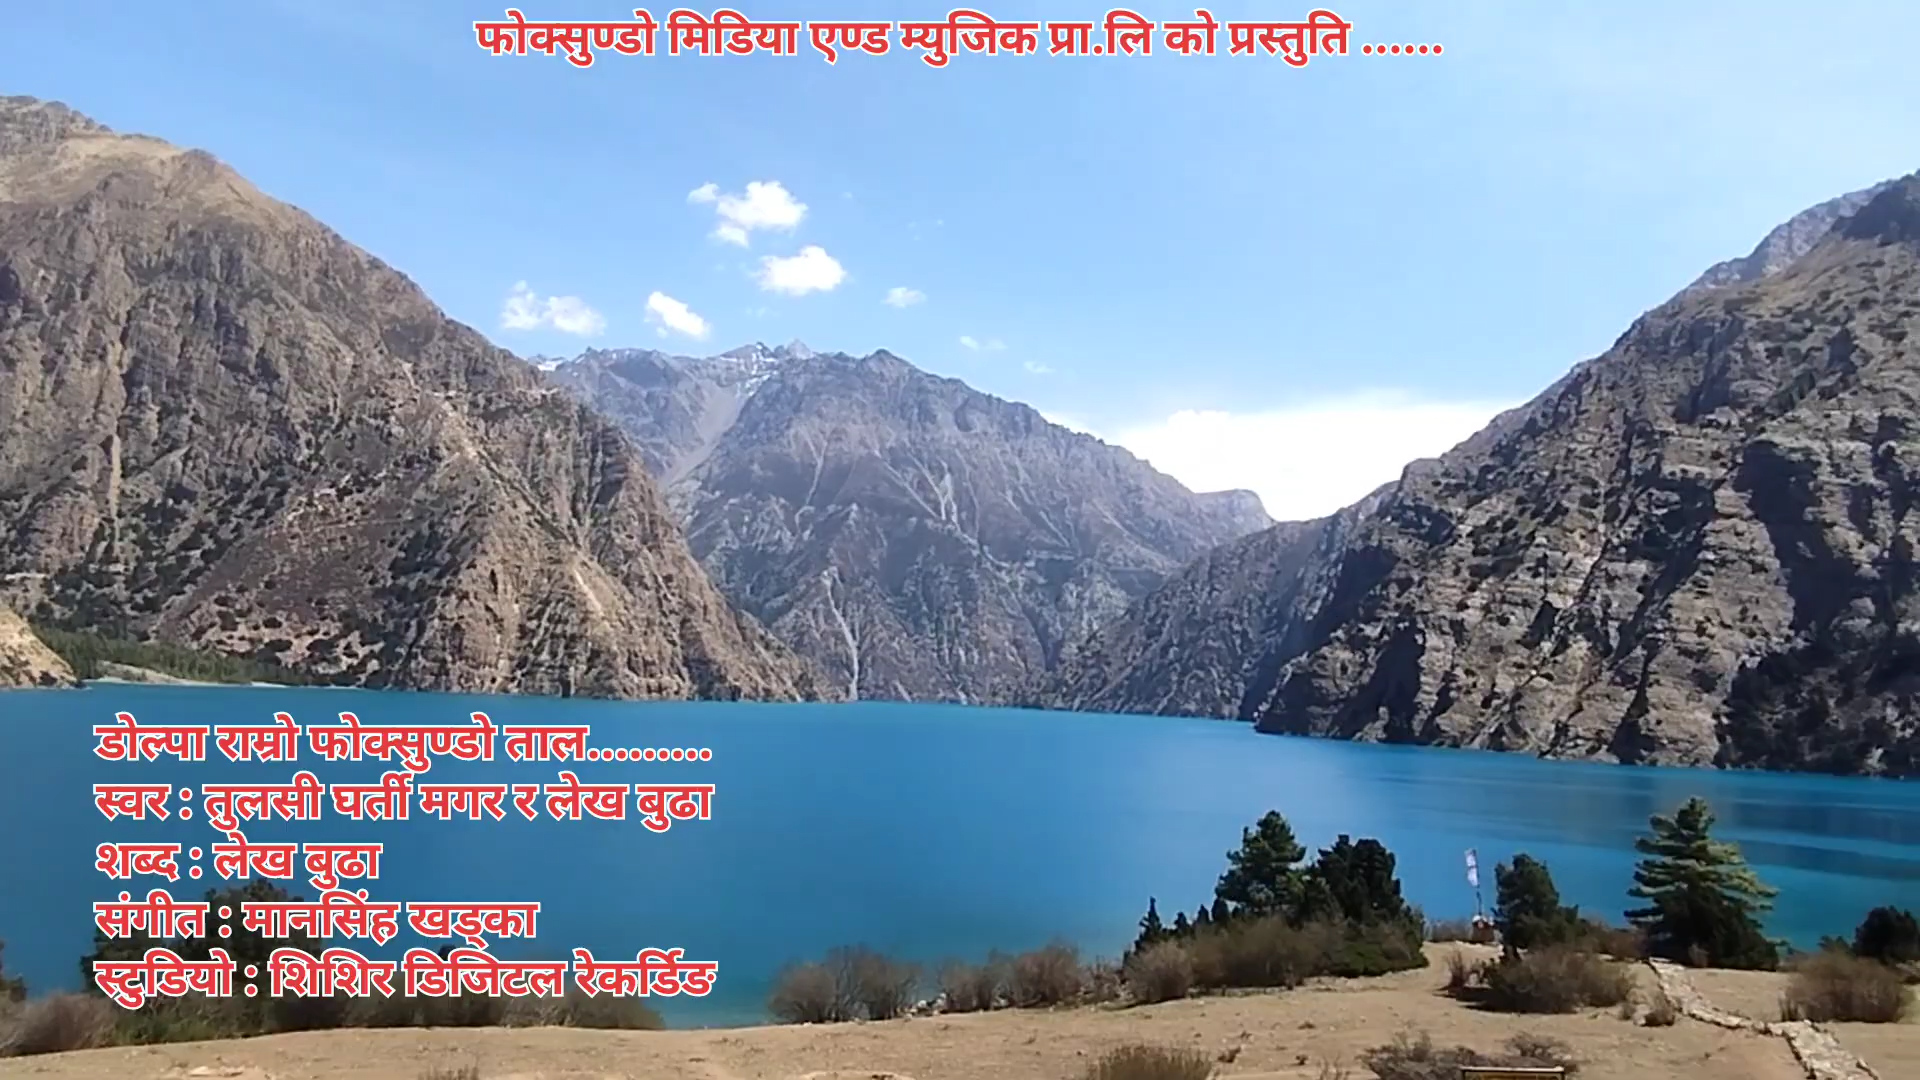 फोक्सुण्डो मिडिया एण्ड म्युजिक प्रा.लि को प्रस्तुति ......
डोल्पा राम्रो फोक्सुण्डो ताल.........
स्वर : तुलसी घर्ती मगर र लेख बुढा
शब्द : लेख बुढा
संगीत : मानसिंह खड्का
स्टुडियो : शिशिर डिजिटल रेकर्डिङ